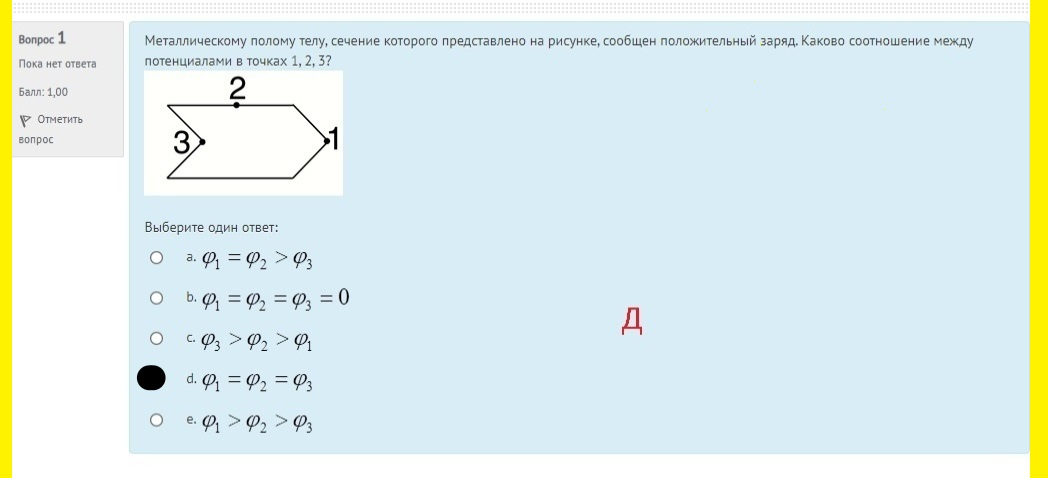 Вопрос 1
Пока нет ответа
Балл: 1,00
Отметить
вопрос
Металлическому полому телу, сечение которого представлено на рисунке, сообщен положительный заряд. Каково соотношение между
потенциалами в точках 1, 2, 3?
2
3
1
Выберите один ответ:
a. φ₁ = φ₂ > φ₃
b. φ₁ = φ₂ = φ₃ = 0
c. φ₃ > φ₂ > φ₁
d. φ₁ = φ₂ = φ₃
e. φ₁ > φ₂ > φ₃
Д